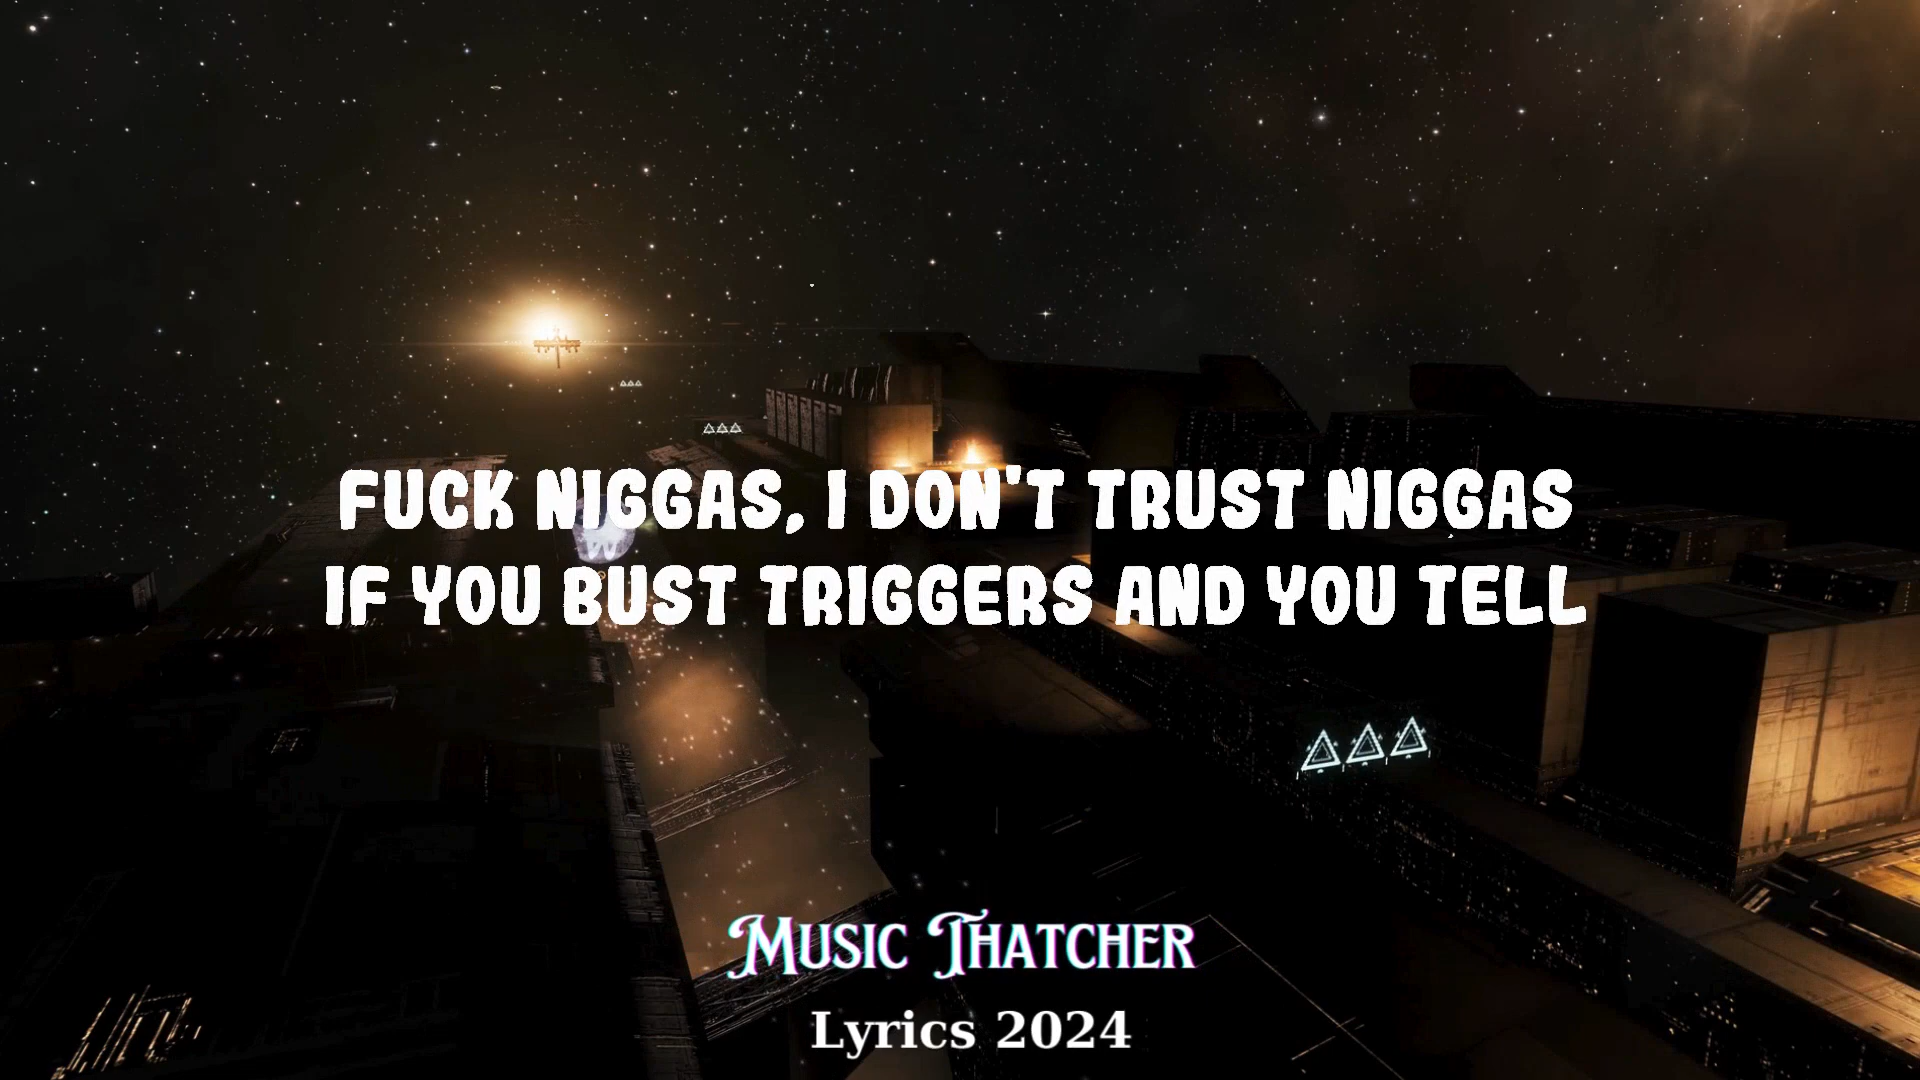 FUCK NIGGAS, I DON'T TRUST NIGGAS
IF YOU BUST TRIGGERS AND YOU TELL
MUSIC THATCHER
Lyrics 2024